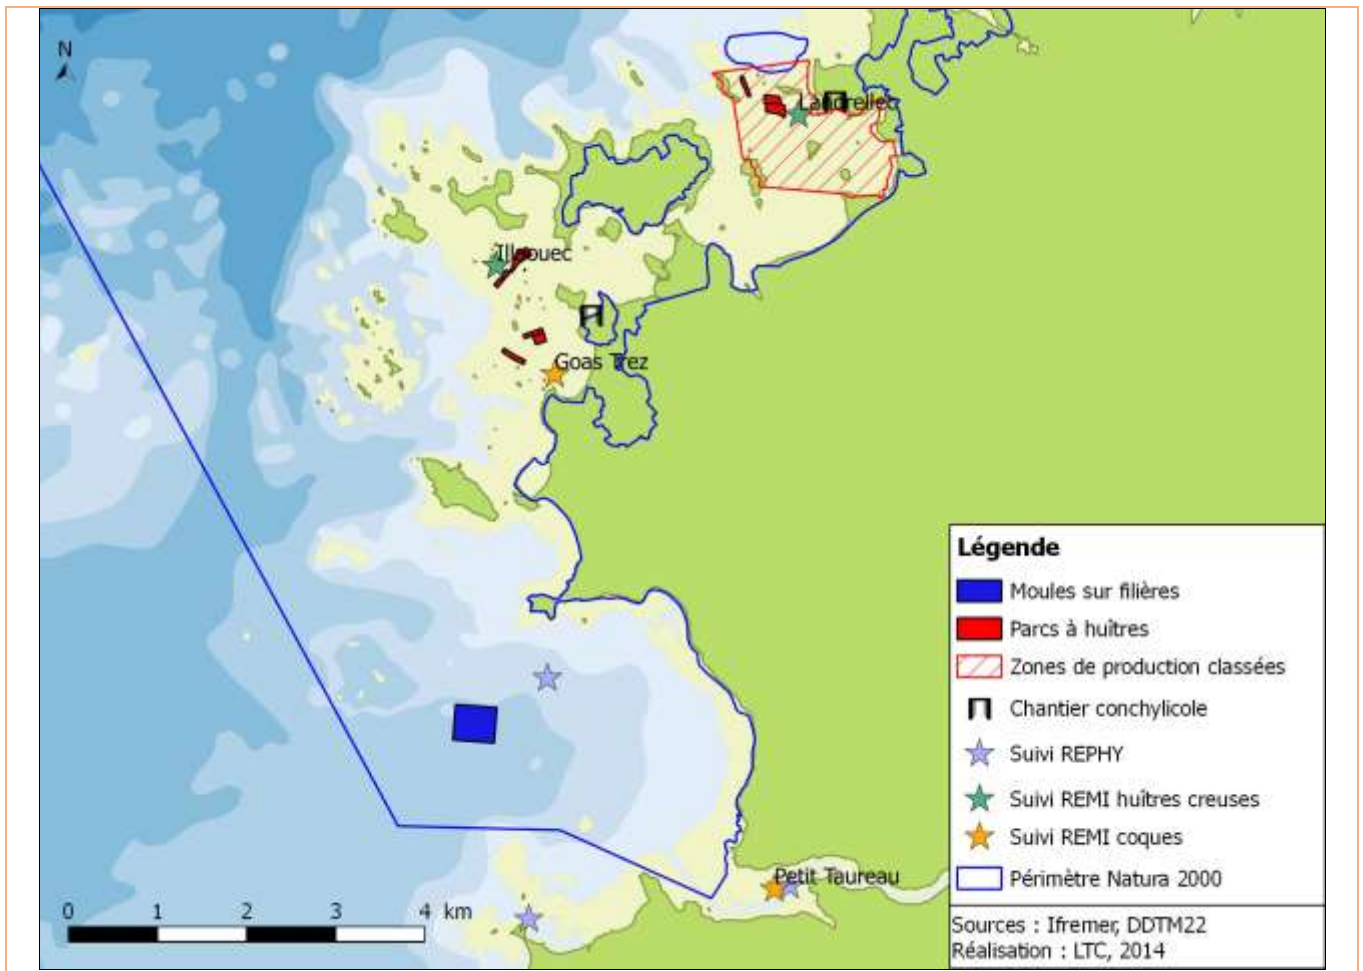 N
Landrellec
Illaouec
Goas Trez
Petit Taureau
0 1 2 3 4 km
Légende
Moules sur filières
Parcs à huîtres
Zones de production classées
Chantier conchylicole
Suivi REPHY
Suivi REMI huîtres creuses
Suivi REMI coques
Périmètre Natura 2000
Sources : Ifremer, DDTM22
Réalisation : LTC, 2014